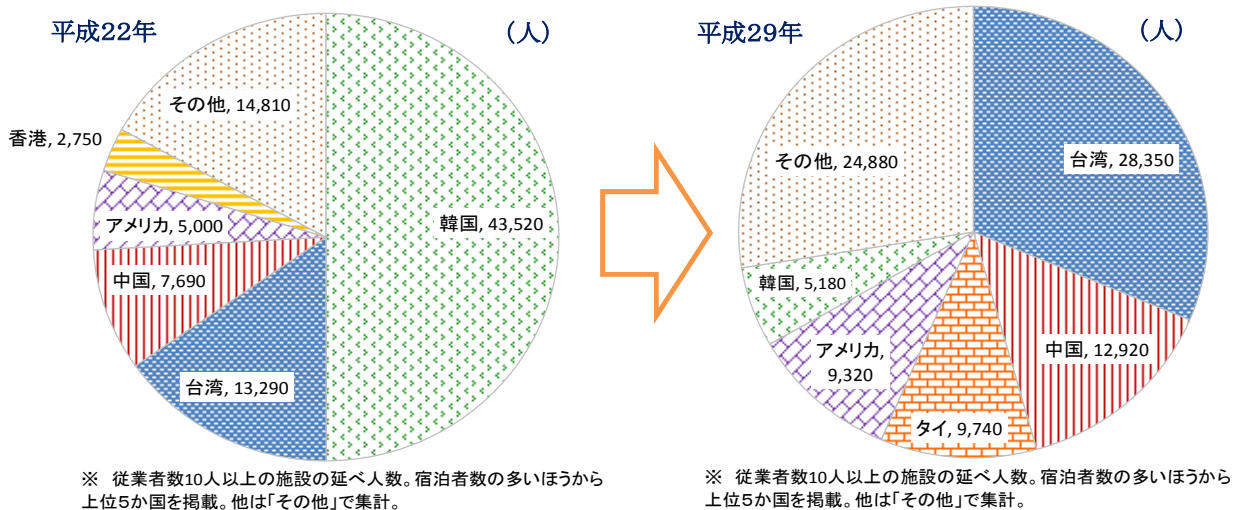 平成22年
(人)
その他, 14,810
香港, 2,750
アメリカ, 5,000
中国, 7,690
台湾, 13,290
韓国, 43,520
※ 従業者数10人以上の施設の延べ人数。宿泊者数の多いほうから
上位5か国を掲載。他は「その他」で集計。
平成29年
(人)
その他, 24,880
台湾, 28,350
韓国, 5,180
アメリカ,
9,320
タイ, 9,740
中国, 12,920
※ 従業者数10人以上の施設の延べ人数。宿泊者数の多いほうから
上位5か国を掲載。他は「その他」で集計。